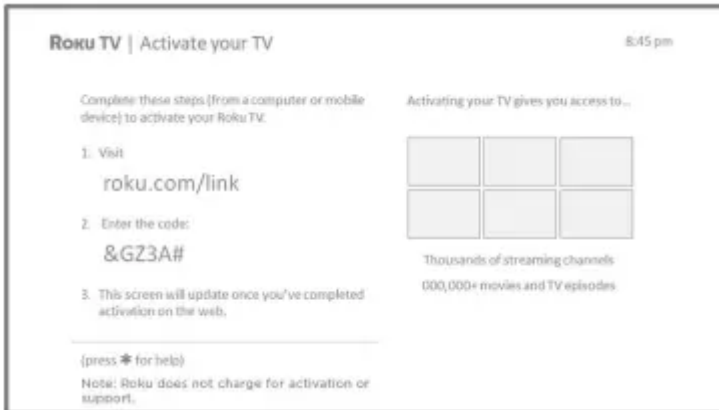 Roku TV | Activate your TV
8:45 pm
Complete these steps (from a computer or mobile
device) to activate your Roku TV.
1. Visit
roku.com/link
2. Enter the code:
&GZ3A#
3. This screen will update once you've completed
activation on the web.
(press ✱ for help)
Note: Roku does not charge for activation or
support.
Activating your TV gives you access to...
Thousands of streaming channels
000,000+ movies and TV episodes